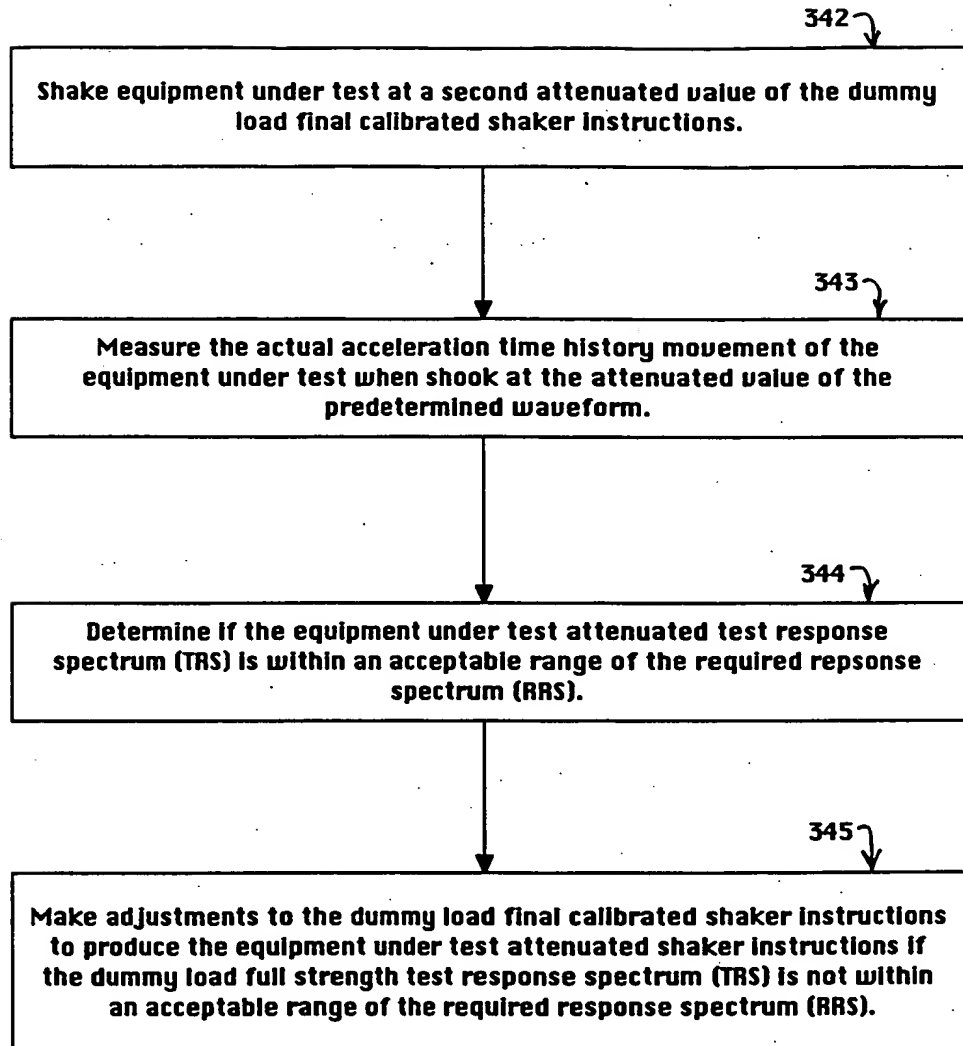 342
Shake equipment under test at a second attenuated value of the dummy
load final calibrated shaker instructions.
343
Measure the actual acceleration time history movement of the
equipment under test when shook at the attenuated value of the
predetermined waveform.
344
Determine if the equipment under test attenuated test response
spectrum (TRS) is within an acceptable range of the required repsonse
spectrum (RRS).
345
Make adjustments to the dummy load final calibrated shaker instructions
to produce the equipment under test attenuated shaker instructions if
the dummy load full strength test response spectrum (TRS) is not within
an acceptable range of the required response spectrum (RRS).